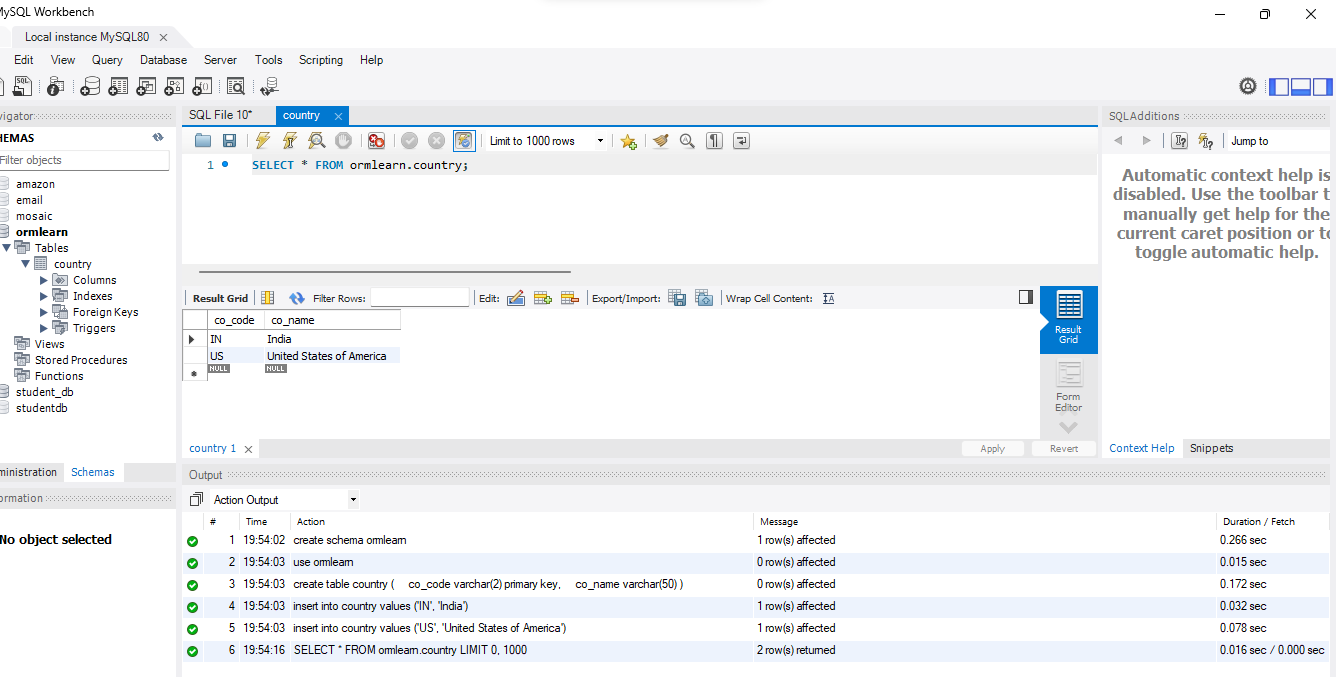 MySQL Workbench
Local instance MySQL80
Edit View Query Database Server Tools Scripting Help
vigator
HEMAS
Filter objects
amazon
email
mosaic
ormlearn
Tables
country
Columns
Indexes
Foreign Keys
Triggers
Views
Stored Procedures
Functions
student_db
studentdb
ministration Schemas
ormation
No object selected
SQL File 10* country
Limit to 1000 rows
1 SELECT * FROM ormlearn.country;
Result Grid Filter Rows: Edit: Export/Import: Wrap Cell Content: IA
co_code co_name
IN India
US United States of America
NULL NULL
Result
Grid
Form
Editor
country 1 Apply Revert
SQLAdditions
Jump to
Automatic context help is
disabled. Use the toolbar t
manually get help for the
current caret position or to
toggle automatic help.
Context Help Snippets
Output
Action Output
# Time Action Message Duration / Fetch
1 19:54:02 create schema ormlearn 1 row(s) affected 0.266 sec
2 19:54:03 use ormlearn 0 row(s) affected 0.015 sec
3 19:54:03 create table country ( co_code varchar(2) primary key, co_name varchar(50) ) 0 row(s) affected 0.172 sec
4 19:54:03 insert into country values ('IN', 'India') 1 row(s) affected 0.032 sec
5 19:54:03 insert into country values ('US', 'United States of America') 1 row(s) affected 0.078 sec
6 19:54:16 SELECT * FROM ormlearn.country LIMIT 0, 1000 2 row(s) returned 0.016 sec / 0.000 sec